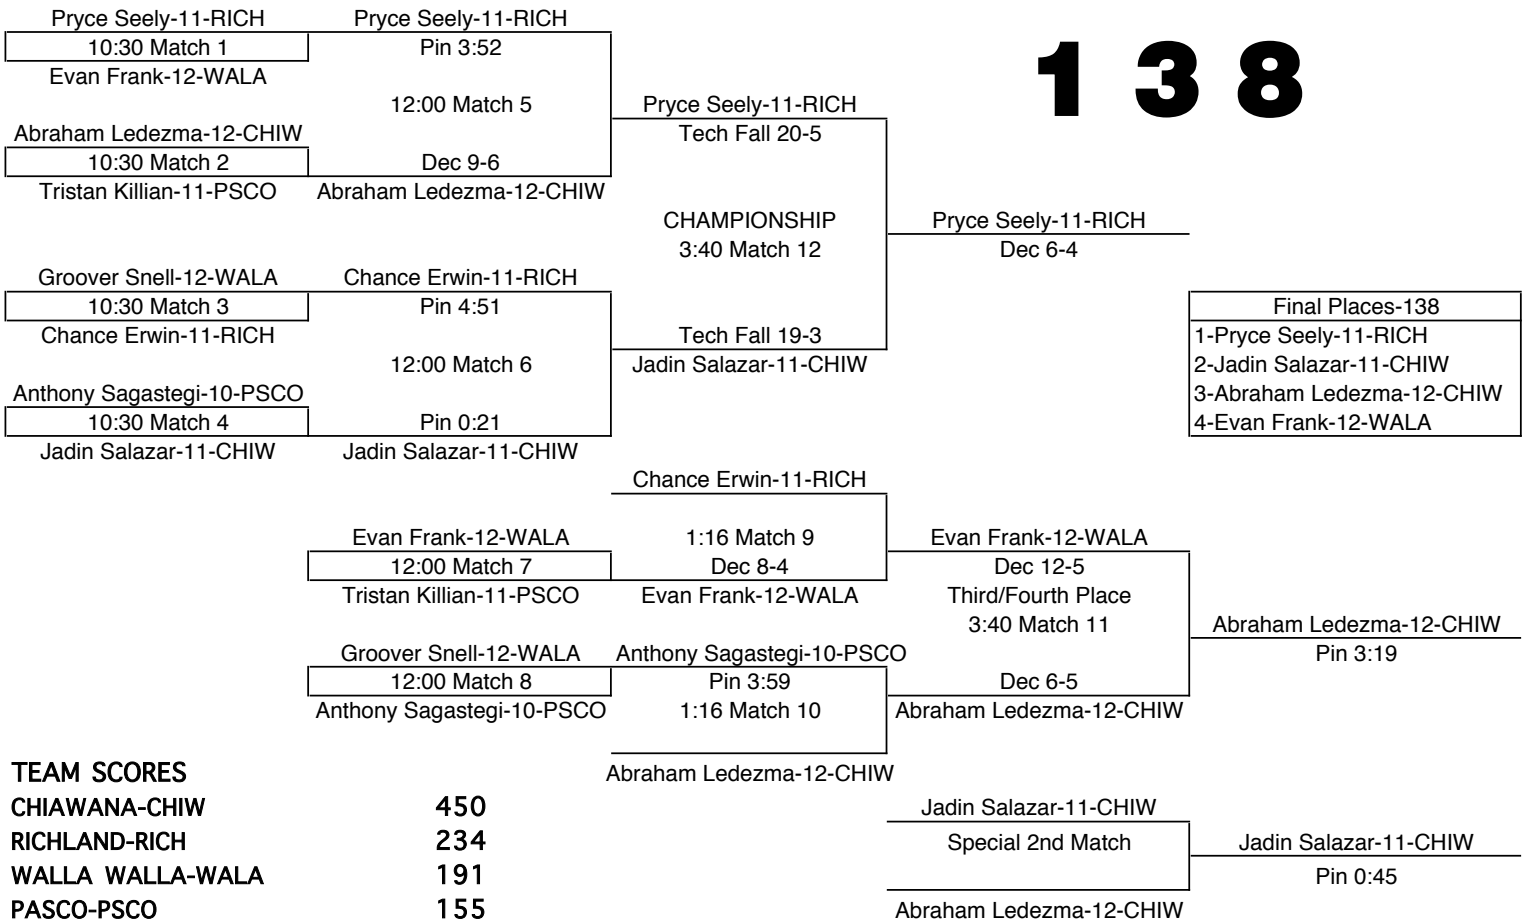 Pryce Seely-11-RICH Pryce Seely-11-RICH
10:30 Match 1 Pin 3:52
Evan Frank-12-WALA
138
12:00 Match 5 Pryce Seely-11-RICH
Abraham Ledezma-12-CHIW Tech Fall 20-5
10:30 Match 2 Dec 9-6
Tristan Killian-11-PSCO Abraham Ledezma-12-CHIW
CHAMPIONSHIP Pryce Seely-11-RICH
3:40 Match 12 Dec 6-4
Groover Snell-12-WALA Chance Erwin-11-RICH
10:30 Match 3 Pin 4:51 Final Places-138
Chance Erwin-11-RICH Tech Fall 19-3 1-Pryce Seely-11-RICH
12:00 Match 6 Jadin Salazar-11-CHIW 2-Jadin Salazar-11-CHIW
Anthony Sagastegi-10-PSCO 3-Abraham Ledezma-12-CHIW
10:30 Match 4 Pin 0:21 4-Evan Frank-12-WALA
Jadin Salazar-11-CHIW Jadin Salazar-11-CHIW
Chance Erwin-11-RICH
Evan Frank-12-WALA 1:16 Match 9 Evan Frank-12-WALA
12:00 Match 7 Dec 8-4 Dec 12-5
Tristan Killian-11-PSCO Evan Frank-12-WALA Third/Fourth Place
3:40 Match 11 Abraham Ledezma-12-CHIW
Groover Snell-12-WALA Anthony Sagastegi-10-PSCO Pin 3:19
12:00 Match 8 Pin 3:59 Dec 6-5
Anthony Sagastegi-10-PSCO 1:16 Match 10 Abraham Ledezma-12-CHIW
TEAM SCORES Abraham Ledezma-12-CHIW
CHIAWANA-CHIW 450 Jadin Salazar-11-CHIW
RICHLAND-RICH 234 Special 2nd Match Jadin Salazar-11-CHIW
WALLA WALLA-WALA 191 Pin 0:45
PASCO-PSCO 155 Abraham Ledezma-12-CHIW